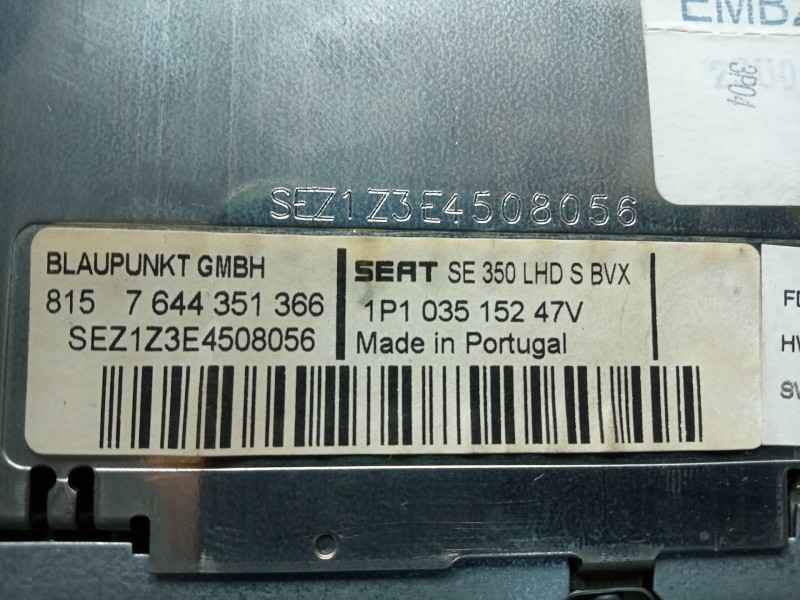 3P04
SEZ1Z3E4508056
BLAUPUNKT GMBH
815 7 644 351 366
SEZ1Z3E4508056
SEAT SE 350 LHD S BVX
1P1 035 152 47V
Made in Portugal